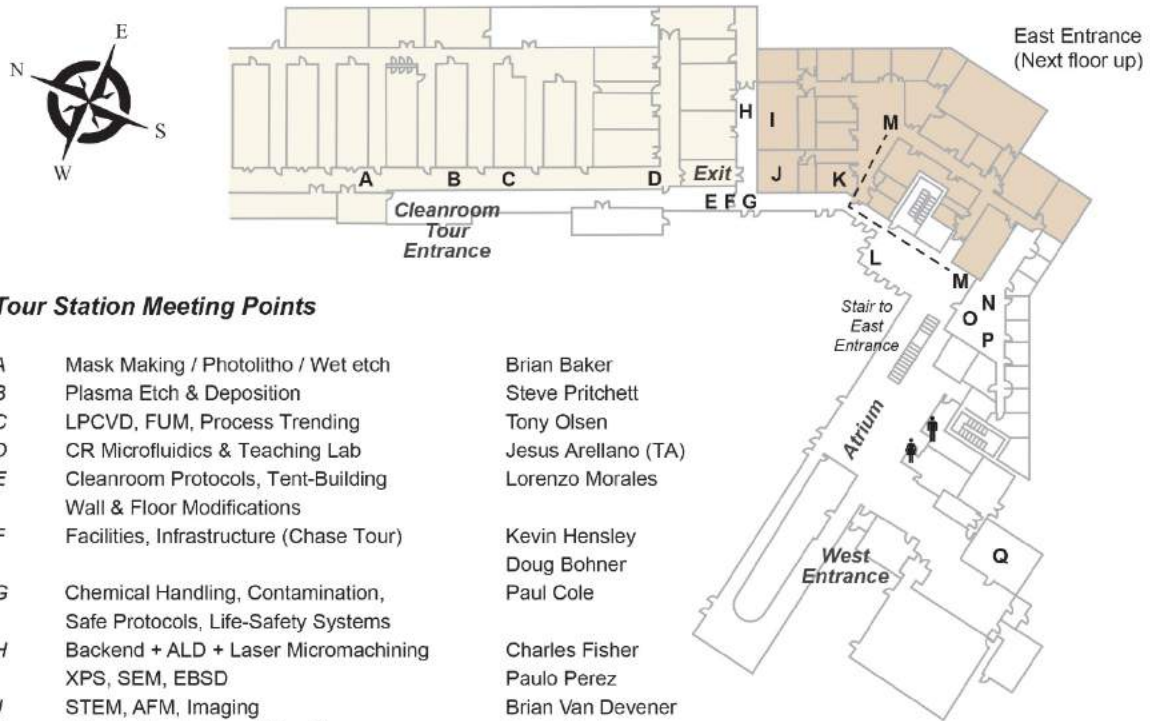 E
N
S
W
East Entrance
(Next floor up)
H
I
M
A
B
C
D
Exit
J
K
E
F
G
Cleanroom
Tour
Entrance
L
M
N
O
P
Stair to
East
Entrance
Atrium
West
Entrance
Q
Tour Station Meeting Points
A Mask Making / Photolitho / Wet etch Brian Baker
B Plasma Etch & Deposition Steve Pritchett
C LPCVD, FUM, Process Trending Tony Olsen
D CR Microfluidics & Teaching Lab Jesus Arellano (TA)
E Cleanroom Protocols, Tent-Building Lorenzo Morales
Wall & Floor Modifications
F Facilities, Infrastructure (Chase Tour) Kevin Hensley
Doug Bohner
G Chemical Handling, Contamination, Paul Cole
Safe Protocols, Life-Safety Systems
H Backend + ALD + Laser Micromachining Charles Fisher
XPS, SEM, EBSD Paulo Perez
STEM, AFM, Imaging Brian Van Devener